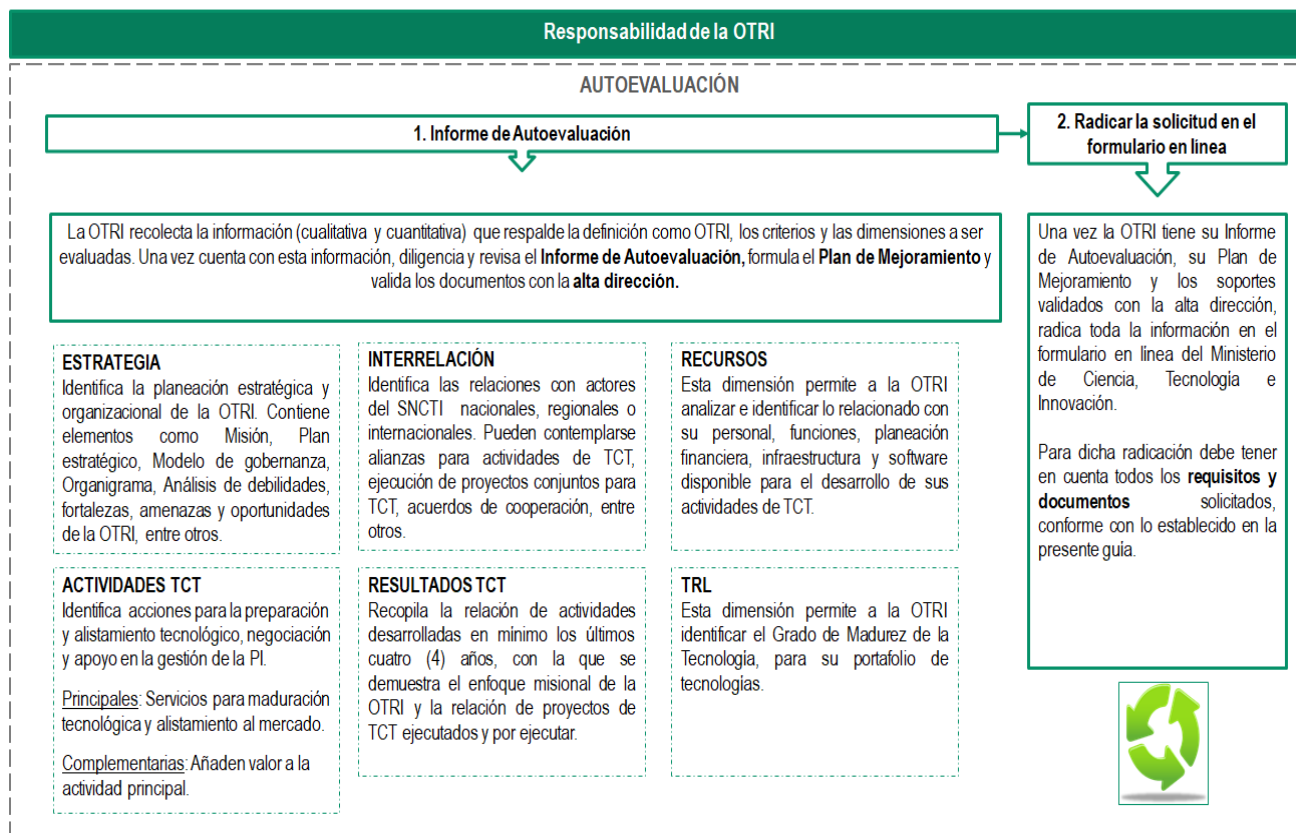 Responsabilidad de la OTRI
AUTOEVALUACIÓN
1. Informe de Autoevaluación
2. Radicar la solicitud en el
formulario en linea
La OTRI recolecta la información (cualitativa y cuantitativa) que respalde la definición como OTRI, los criterios y las dimensiones a ser
evaluadas. Una vez cuenta con esta información, diligencia y revisa el Informe de Autoevaluación, formula el Plan de Mejoramiento y
valida los documentos con la alta dirección.
ESTRATEGIA
Identifica la planeación estratégica y
organizacional de la OTRI. Contiene
elementos como Misión, Plan
estratégico, Modelo de gobernanza,
Organigrama, Análisis de debilidades,
fortalezas, amenazas y oportunidades
de la OTRI, entre otros.
INTERRELACIÓN
Identifica las relaciones con actores
del SNCTI nacionales, regionales o
internacionales. Pueden contemplarse
alianzas para actividades de TCT,
ejecución de proyectos conjuntos para
TCT, acuerdos de cooperación, entre
otros.
RECURSOS
Esta dimensión permite a la OTRI
analizar e identificar lo relacionado con
su personal, funciones, planeación
financiera, infraestructura y software
disponible para el desarrollo de sus
actividades de TCT.
ACTIVIDADES TCT
Identifica acciones para la preparación
y alistamiento tecnológico, negociación
y apoyo en la gestión de la PI.
Principales: Servicios para maduración
tecnológica y alistamiento al mercado.
Complementarias: Añaden valor a la
actividad principal.
RESULTADOS TCT
Recopila la relación de actividades
desarrolladas en mínimo los últimos
cuatro (4) años, con la que se
demuestra el enfoque misional de la
OTRI y la relación de proyectos de
TCT ejecutados y por ejecutar.
TRL
Esta dimensión permite a la OTRI
identificar el Grado de Madurez de la
Tecnología, para su portafolio de
tecnologías.
Una vez la OTRI tiene su Informe
de Autoevaluación, su Plan de
Mejoramiento y los soportes
validados con la alta dirección,
radica toda la información en el
formulario en linea del Ministerio
de Ciencia, Tecnología e
Innovación.
Para dicha radicación debe tener
en cuenta todos los requisitos y
documentos solicitados,
conforme con lo establecido en la
presente guía.